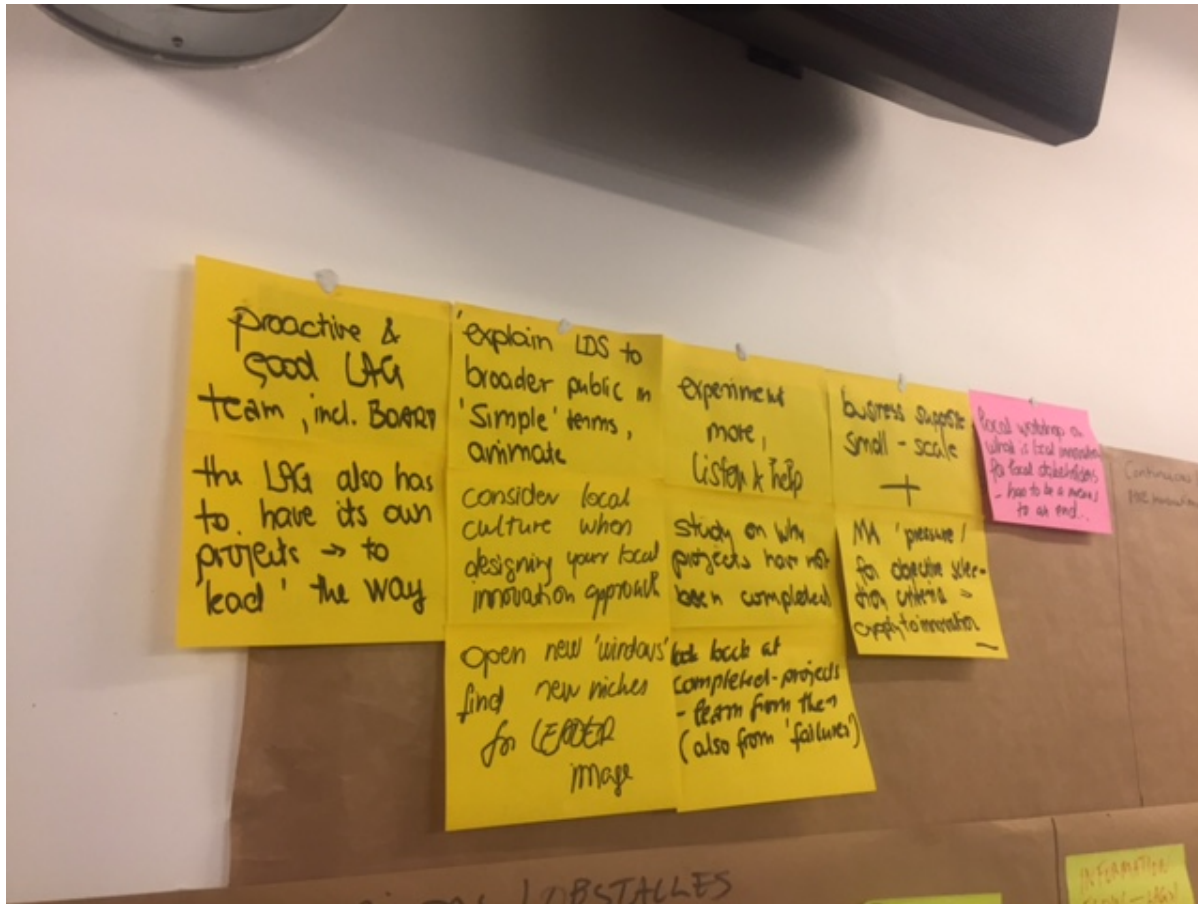 proactive &
good LAG
team, incl. BOARD
the LAG also has
to have its own
projects → to
lead' the way
'explain LDS to
broader public in
'simple' terms,
animate
consider local
culture when
designing your local
innovation approach
Open new 'windows'
find new niches
for LEADER
image
experiment
more,
listen & help
study on why
projects have not
been completed
look back at
completed projects
- learn from them
(also from 'failures')
business support
small-scale
+
MA 'pressure'
for objective selec-
tion criteria →
apply to innovation
local workshop on
what is local innovation
for local stakeholders
- has to be a means
to an end...
Continuous
OBSTACLES
INFORMATION